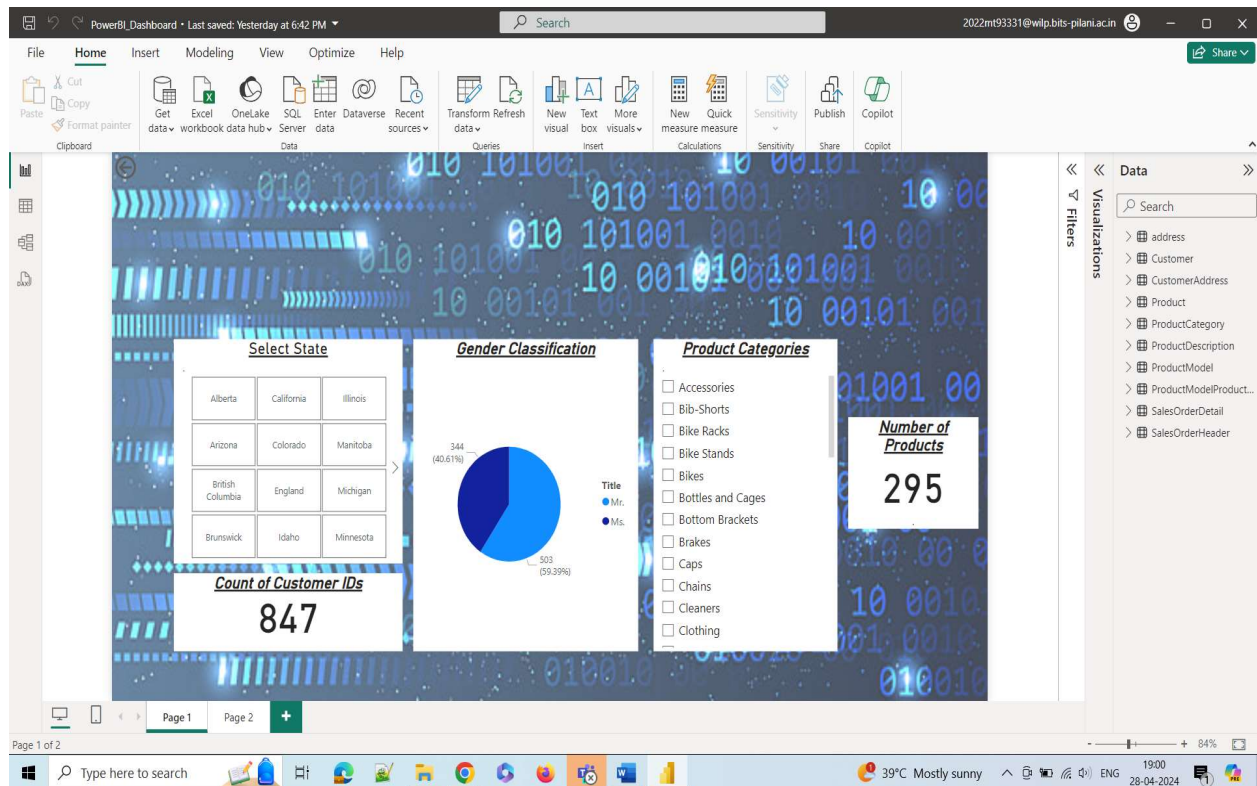 PowerBI_Dashboard • Last saved: Yesterday at 6:42 PM
Search
2022mt93331@wilp.bits-pilani.ac.in
File Home Insert Modeling View Optimize Help
Share
Paste
Cut
Copy
Format painter
Clipboard
Get data
Excel workbook
OneLake data hub
SQL Server
Enter data
Dataverse
Recent sources
Data
Transform data
Refresh
Queries
New visual
Text box
More visuals
Insert
New measure
Quick measure
Calculations
Sensitivity
Sensitivity
Publish
Share
Copilot
Copilot
Select State
Alberta California Illinois
Arizona Colorado Manitoba
British Columbia England Michigan
Brunswick Idaho Minnesota
Count of Customer IDs
847
Gender Classification
344
(40.61%)
503
(59.39%)
Title
Mr.
Ms.
Product Categories
Accessories
Bib-Shorts
Bike Racks
Bike Stands
Bikes
Bottles and Cages
Bottom Brackets
Brakes
Caps
Chains
Cleaners
Clothing
Number of
Products
295
Filters
Visualizations
Data
Search
address
Customer
CustomerAddress
Product
ProductCategory
ProductDescription
ProductModel
ProductModelProduct...
SalesOrderDetail
SalesOrderHeader
Page 1 Page 2
Page 1 of 2
84%
Type here to search
39°C Mostly sunny
ENG
19:00
28-04-2024